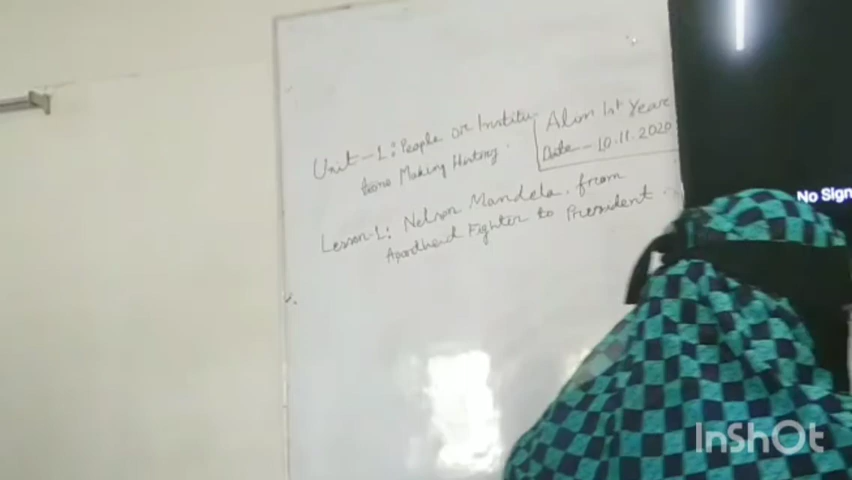 Unit-1: People or Institu-
tions Making History.
Alim 1st Year
Date-10.11.2020
Lesson-1: Nelson Mandela, from
Apartheid Fighter to President.
No Sign
InShOt